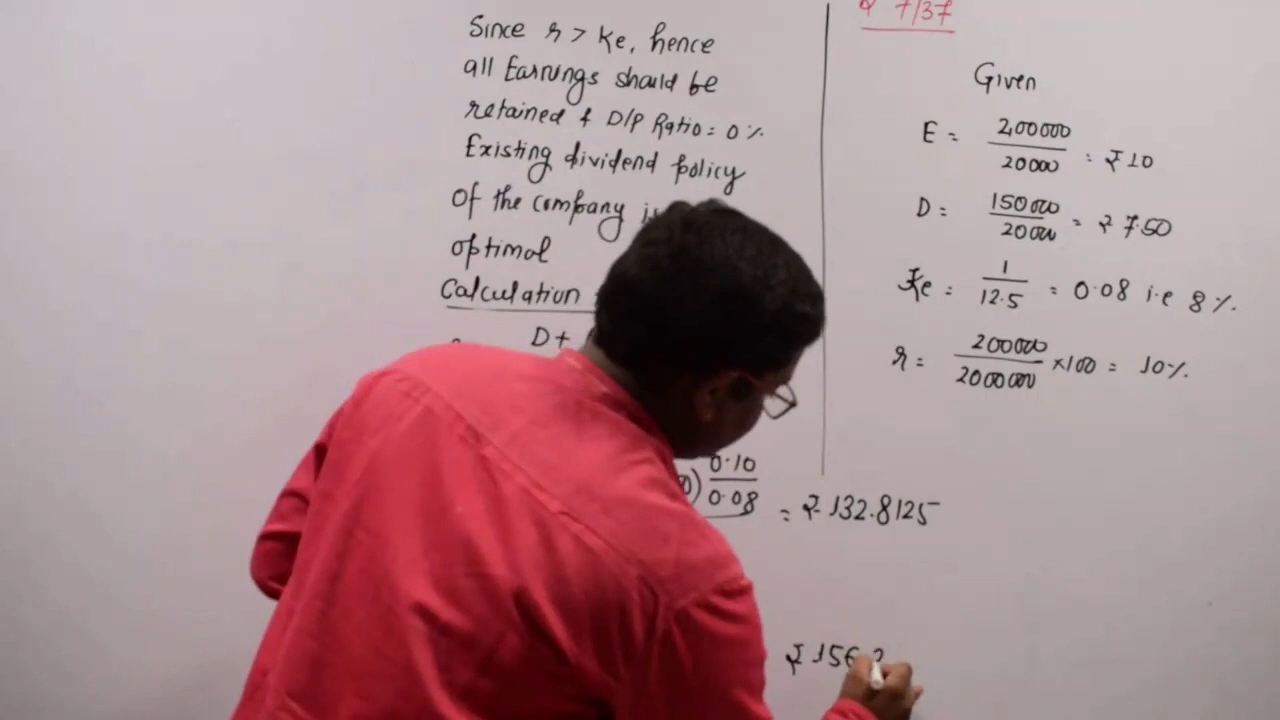 Since r > Ke, hence
all Earnings should be
retained & D/P Ratio = 0%
Existing dividend policy
Of the company is
optimal
Calculation
D+
0) 0.10
0.08
= ₹ 132.8125
₹ 156.2
Q 7/37
Given
E = 200000 / 20000 = ₹ 10
D = 150000 / 20000 = ₹ 7.50
Ke = 1 / 12.5 = 0.08 i.e 8%
r = 200000 / 2000000 × 100 = 10%